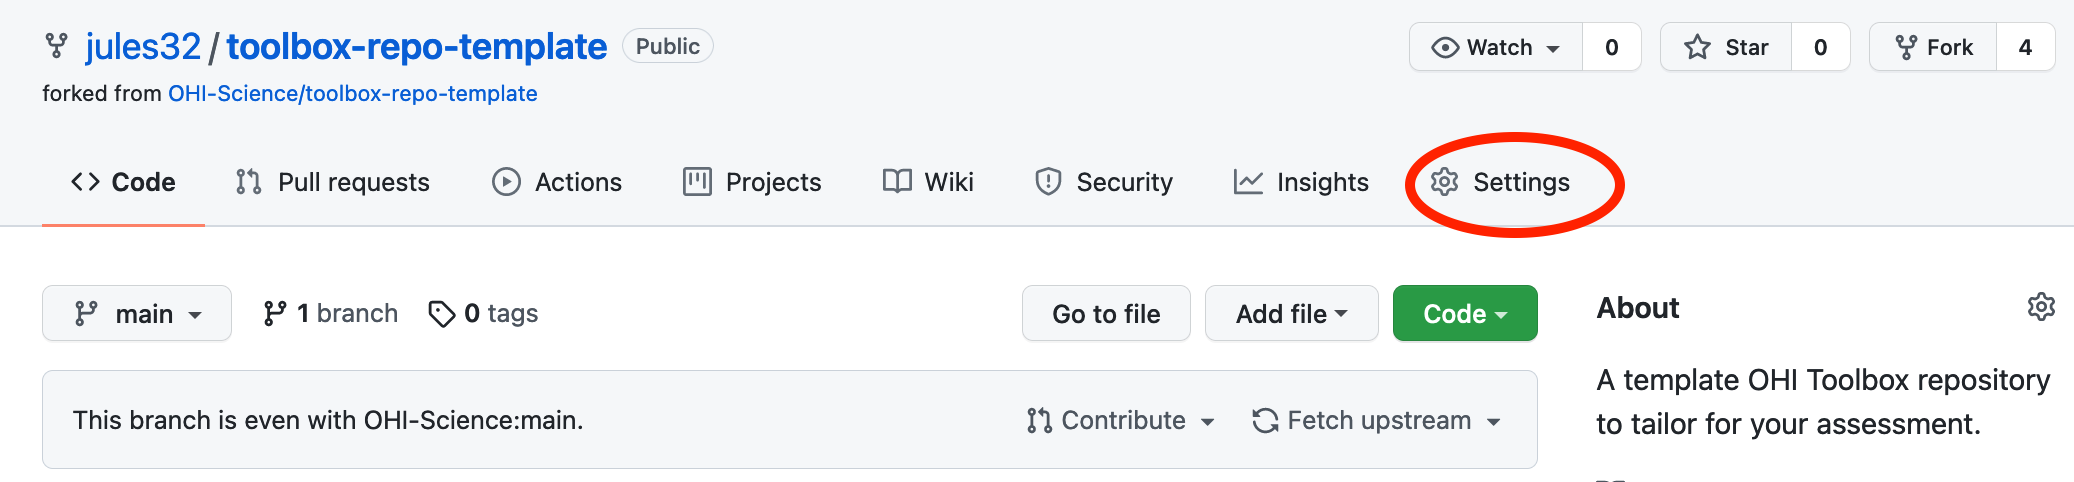 jules32 / toolbox-repo-template Public Watch 0 Star 0 Fork 4
forked from OHI-Science/toolbox-repo-template
Code Pull requests Actions Projects Wiki Security Insights Settings
main 1 branch 0 tags Go to file Add file Code
About
This branch is even with OHI-Science:main. Contribute Fetch upstream
A template OHI Toolbox repository
to tailor for your assessment.